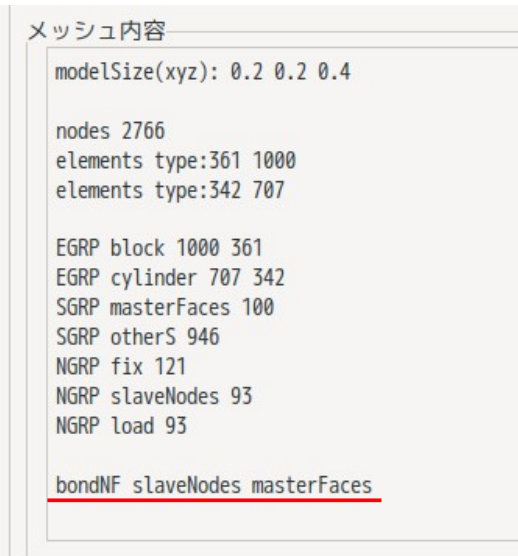 メッシュ内容
modelSize(xyz): 0.2 0.2 0.4
nodes 2766
elements type:361 1000
elements type:342 707
EGRP block 1000 361
EGRP cylinder 707 342
SGRP masterFaces 100
SGRP otherS 946
NGRP fix 121
NGRP slaveNodes 93
NGRP load 93
bondNF slaveNodes masterFaces